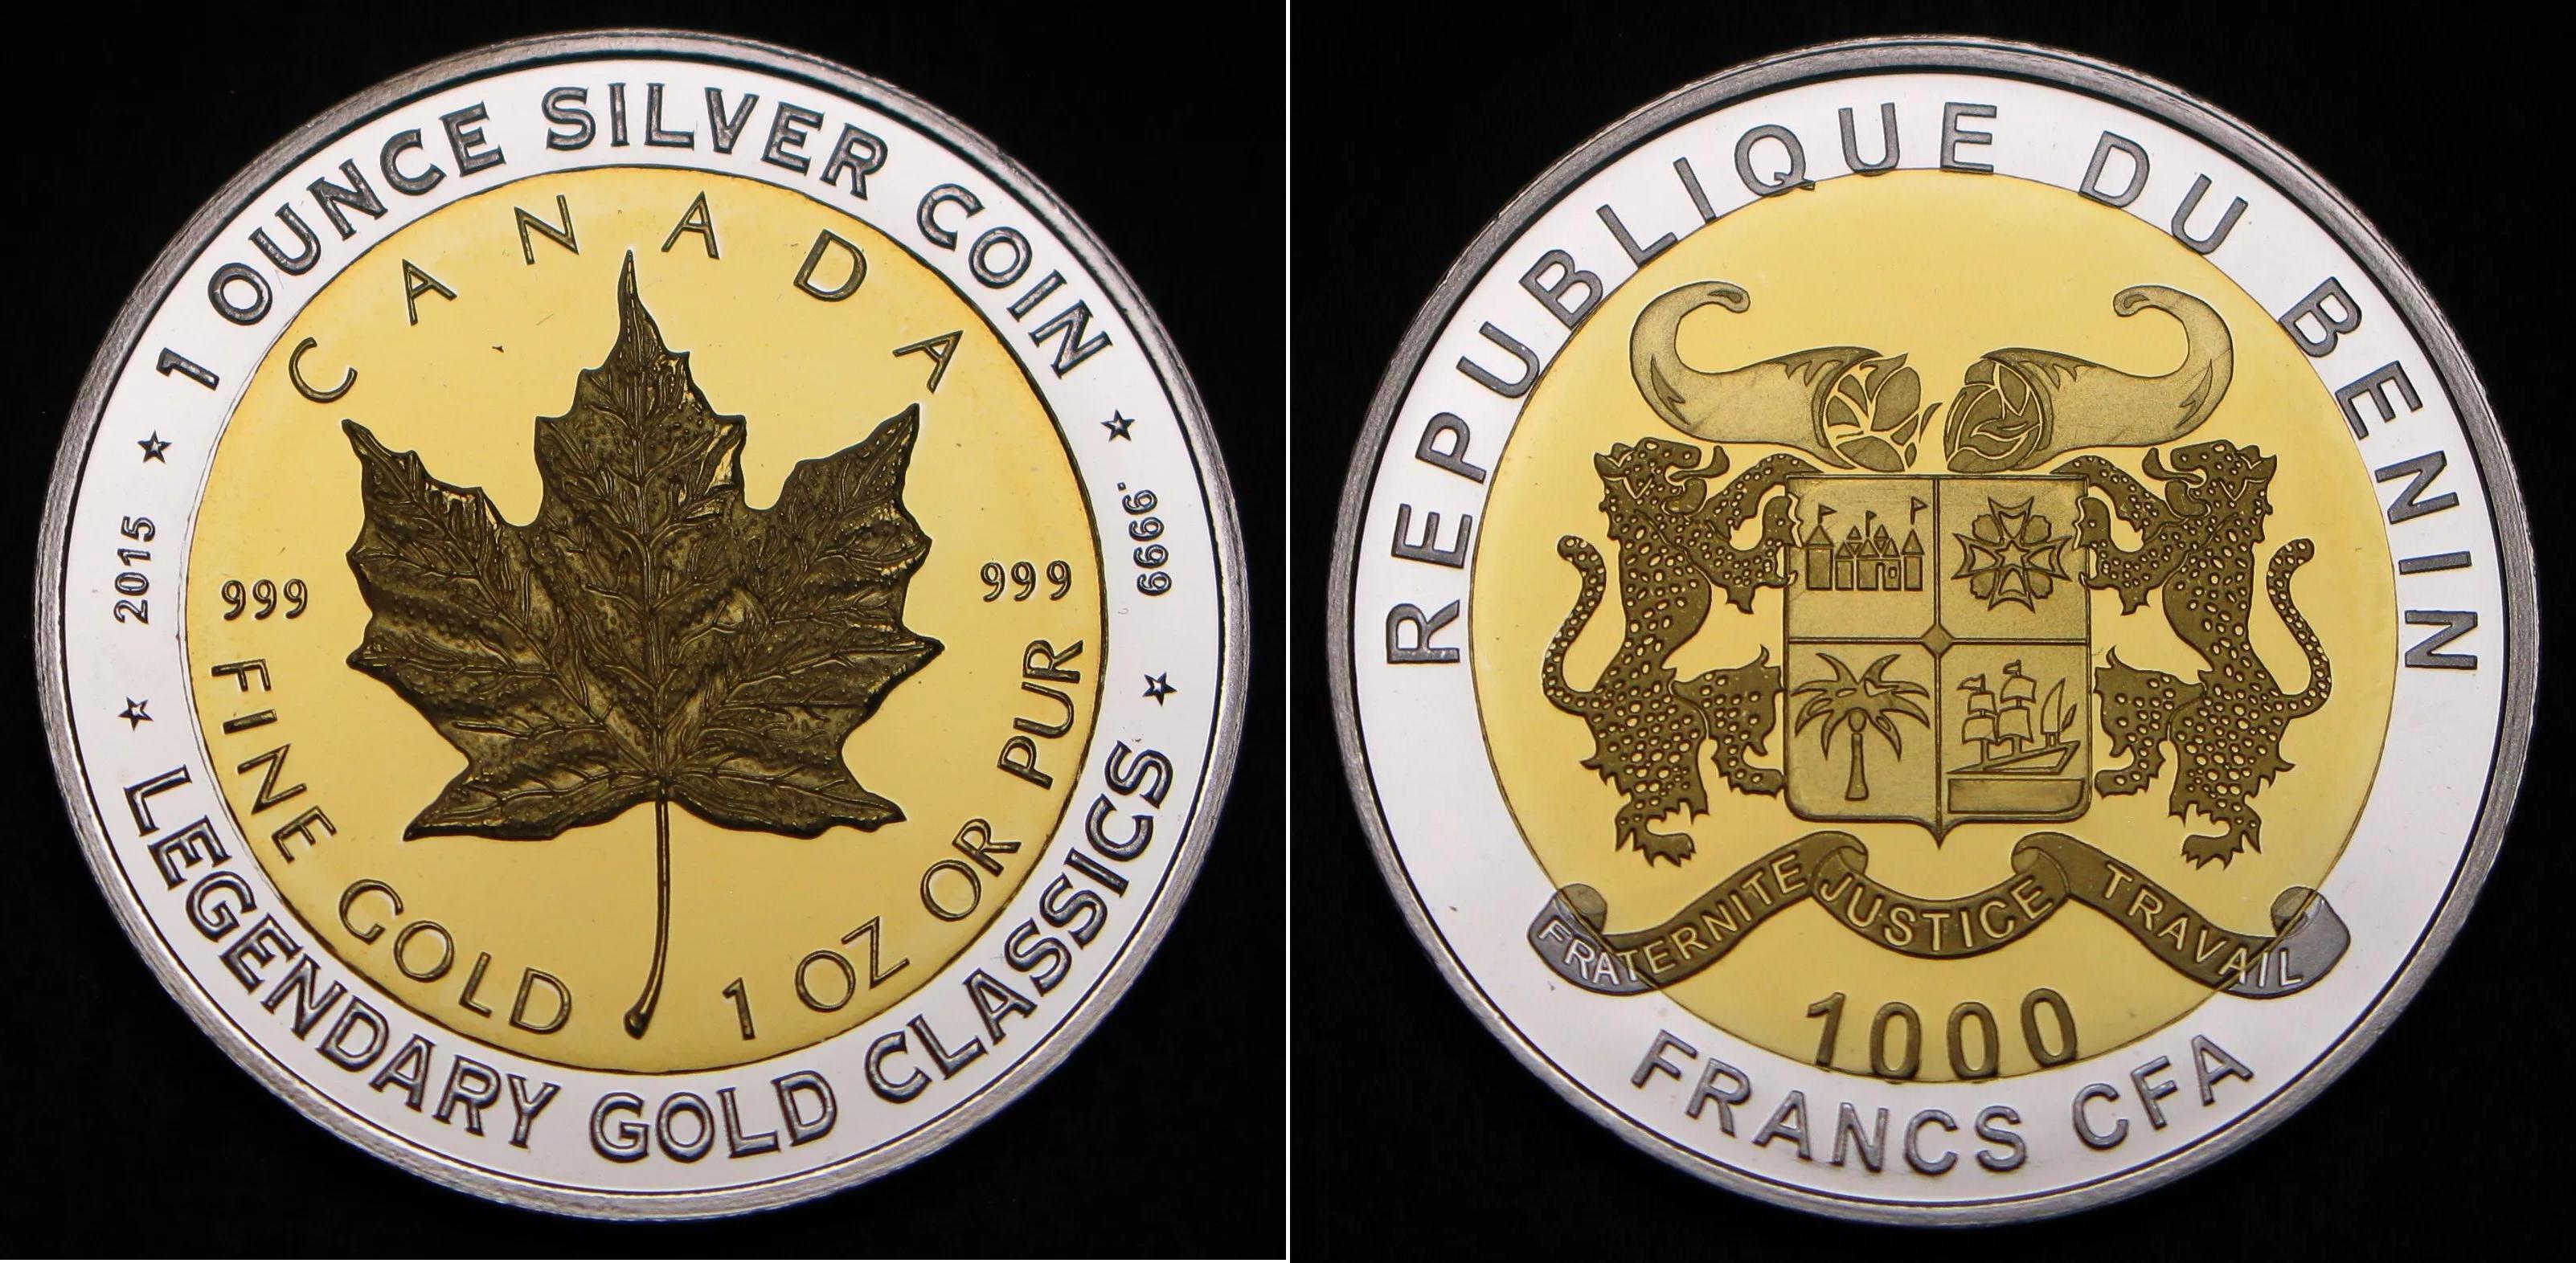 1 OUNCE SILVER COIN
.9999
LEGENDARY GOLD CLASSICS
2015
CANADA
999
999
FINE GOLD 1 OZ OR PUR
REPUBLIQUE DU BENIN
FRATERNITE JUSTICE TRAVAIL
1000
FRANCS CFA